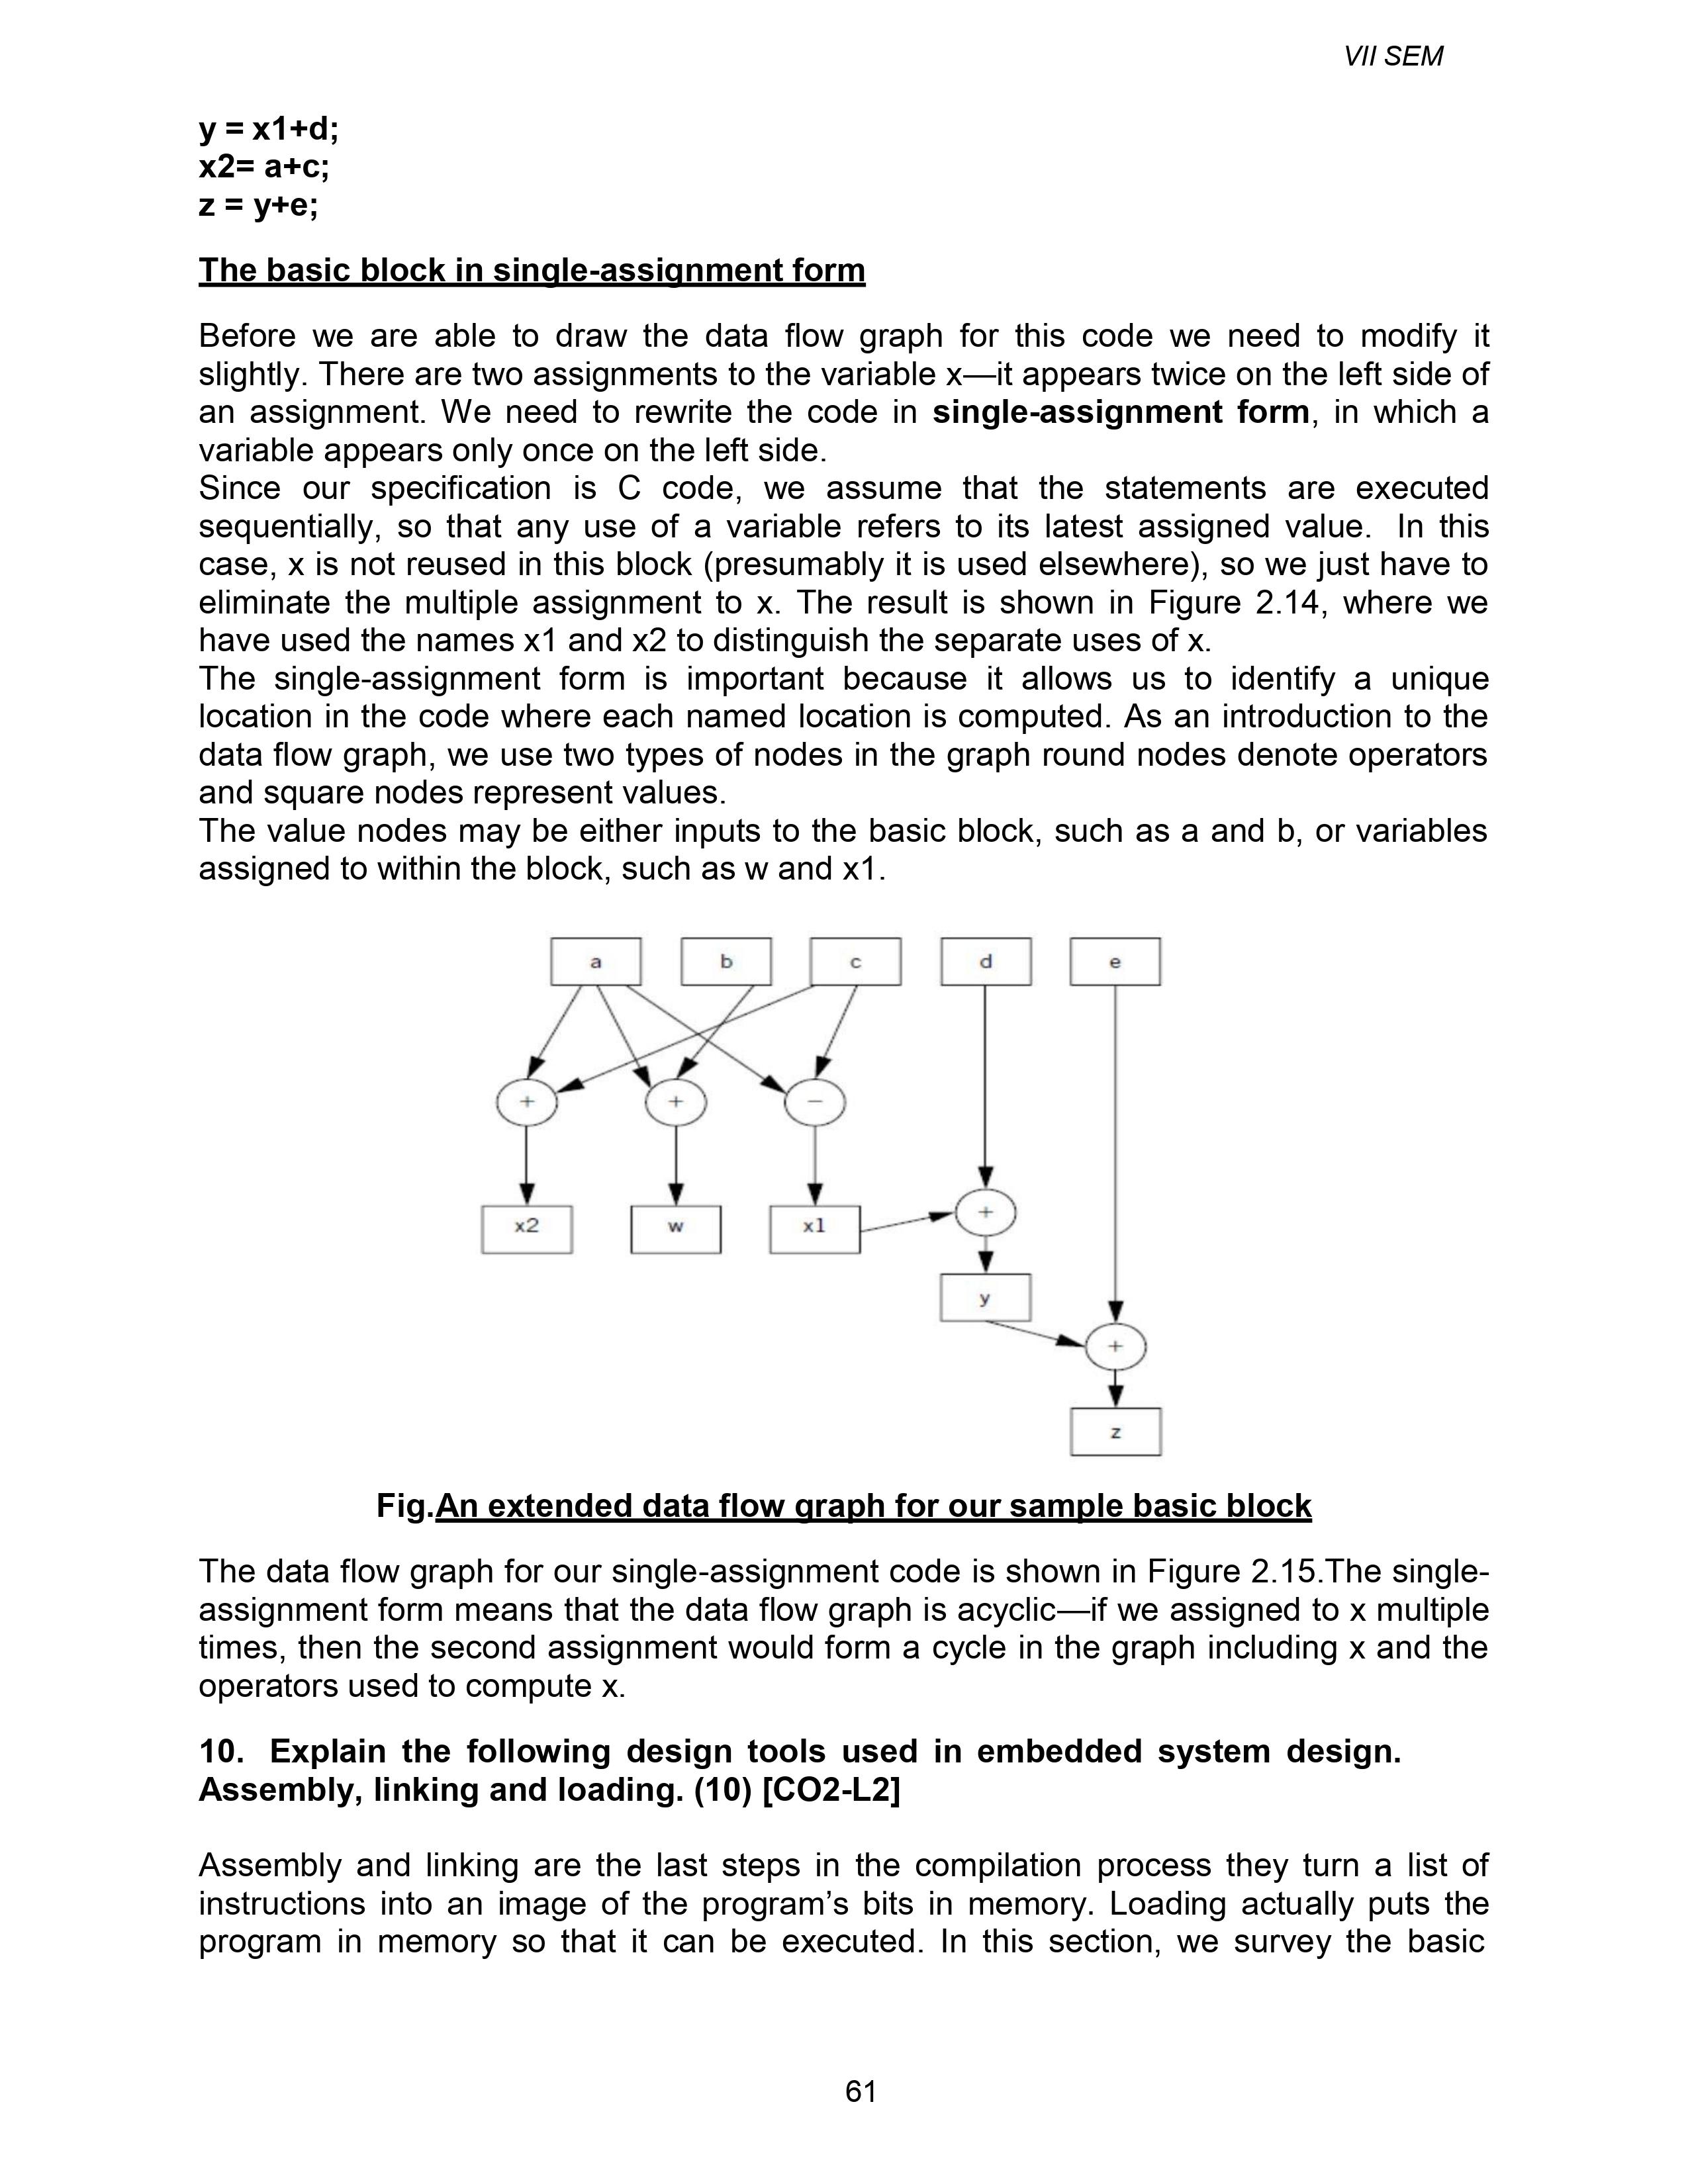 VII SEM
y = x1+d;
x2= a+c;
z = y+e;
The basic block in single-assignment form
Before we are able to draw the data flow graph for this code we need to modify it
slightly. There are two assignments to the variable x—it appears twice on the left side of
an assignment. We need to rewrite the code in single-assignment form, in which a
variable appears only once on the left side.
Since our specification is C code, we assume that the statements are executed
sequentially, so that any use of a variable refers to its latest assigned value. In this
case, x is not reused in this block (presumably it is used elsewhere), so we just have to
eliminate the multiple assignment to x. The result is shown in Figure 2.14, where we
have used the names x1 and x2 to distinguish the separate uses of x.
The single-assignment form is important because it allows us to identify a unique
location in the code where each named location is computed. As an introduction to the
data flow graph, we use two types of nodes in the graph round nodes denote operators
and square nodes represent values.
The value nodes may be either inputs to the basic block, such as a and b, or variables
assigned to within the block, such as w and x1.
a b c d e
+ + −
x2 w x1 +
y
+
z
Fig.An extended data flow graph for our sample basic block
The data flow graph for our single-assignment code is shown in Figure 2.15.The single-
assignment form means that the data flow graph is acyclic—if we assigned to x multiple
times, then the second assignment would form a cycle in the graph including x and the
operators used to compute x.
10. Explain the following design tools used in embedded system design.
Assembly, linking and loading. (10) [CO2-L2]
Assembly and linking are the last steps in the compilation process they turn a list of
instructions into an image of the program’s bits in memory. Loading actually puts the
program in memory so that it can be executed. In this section, we survey the basic
61